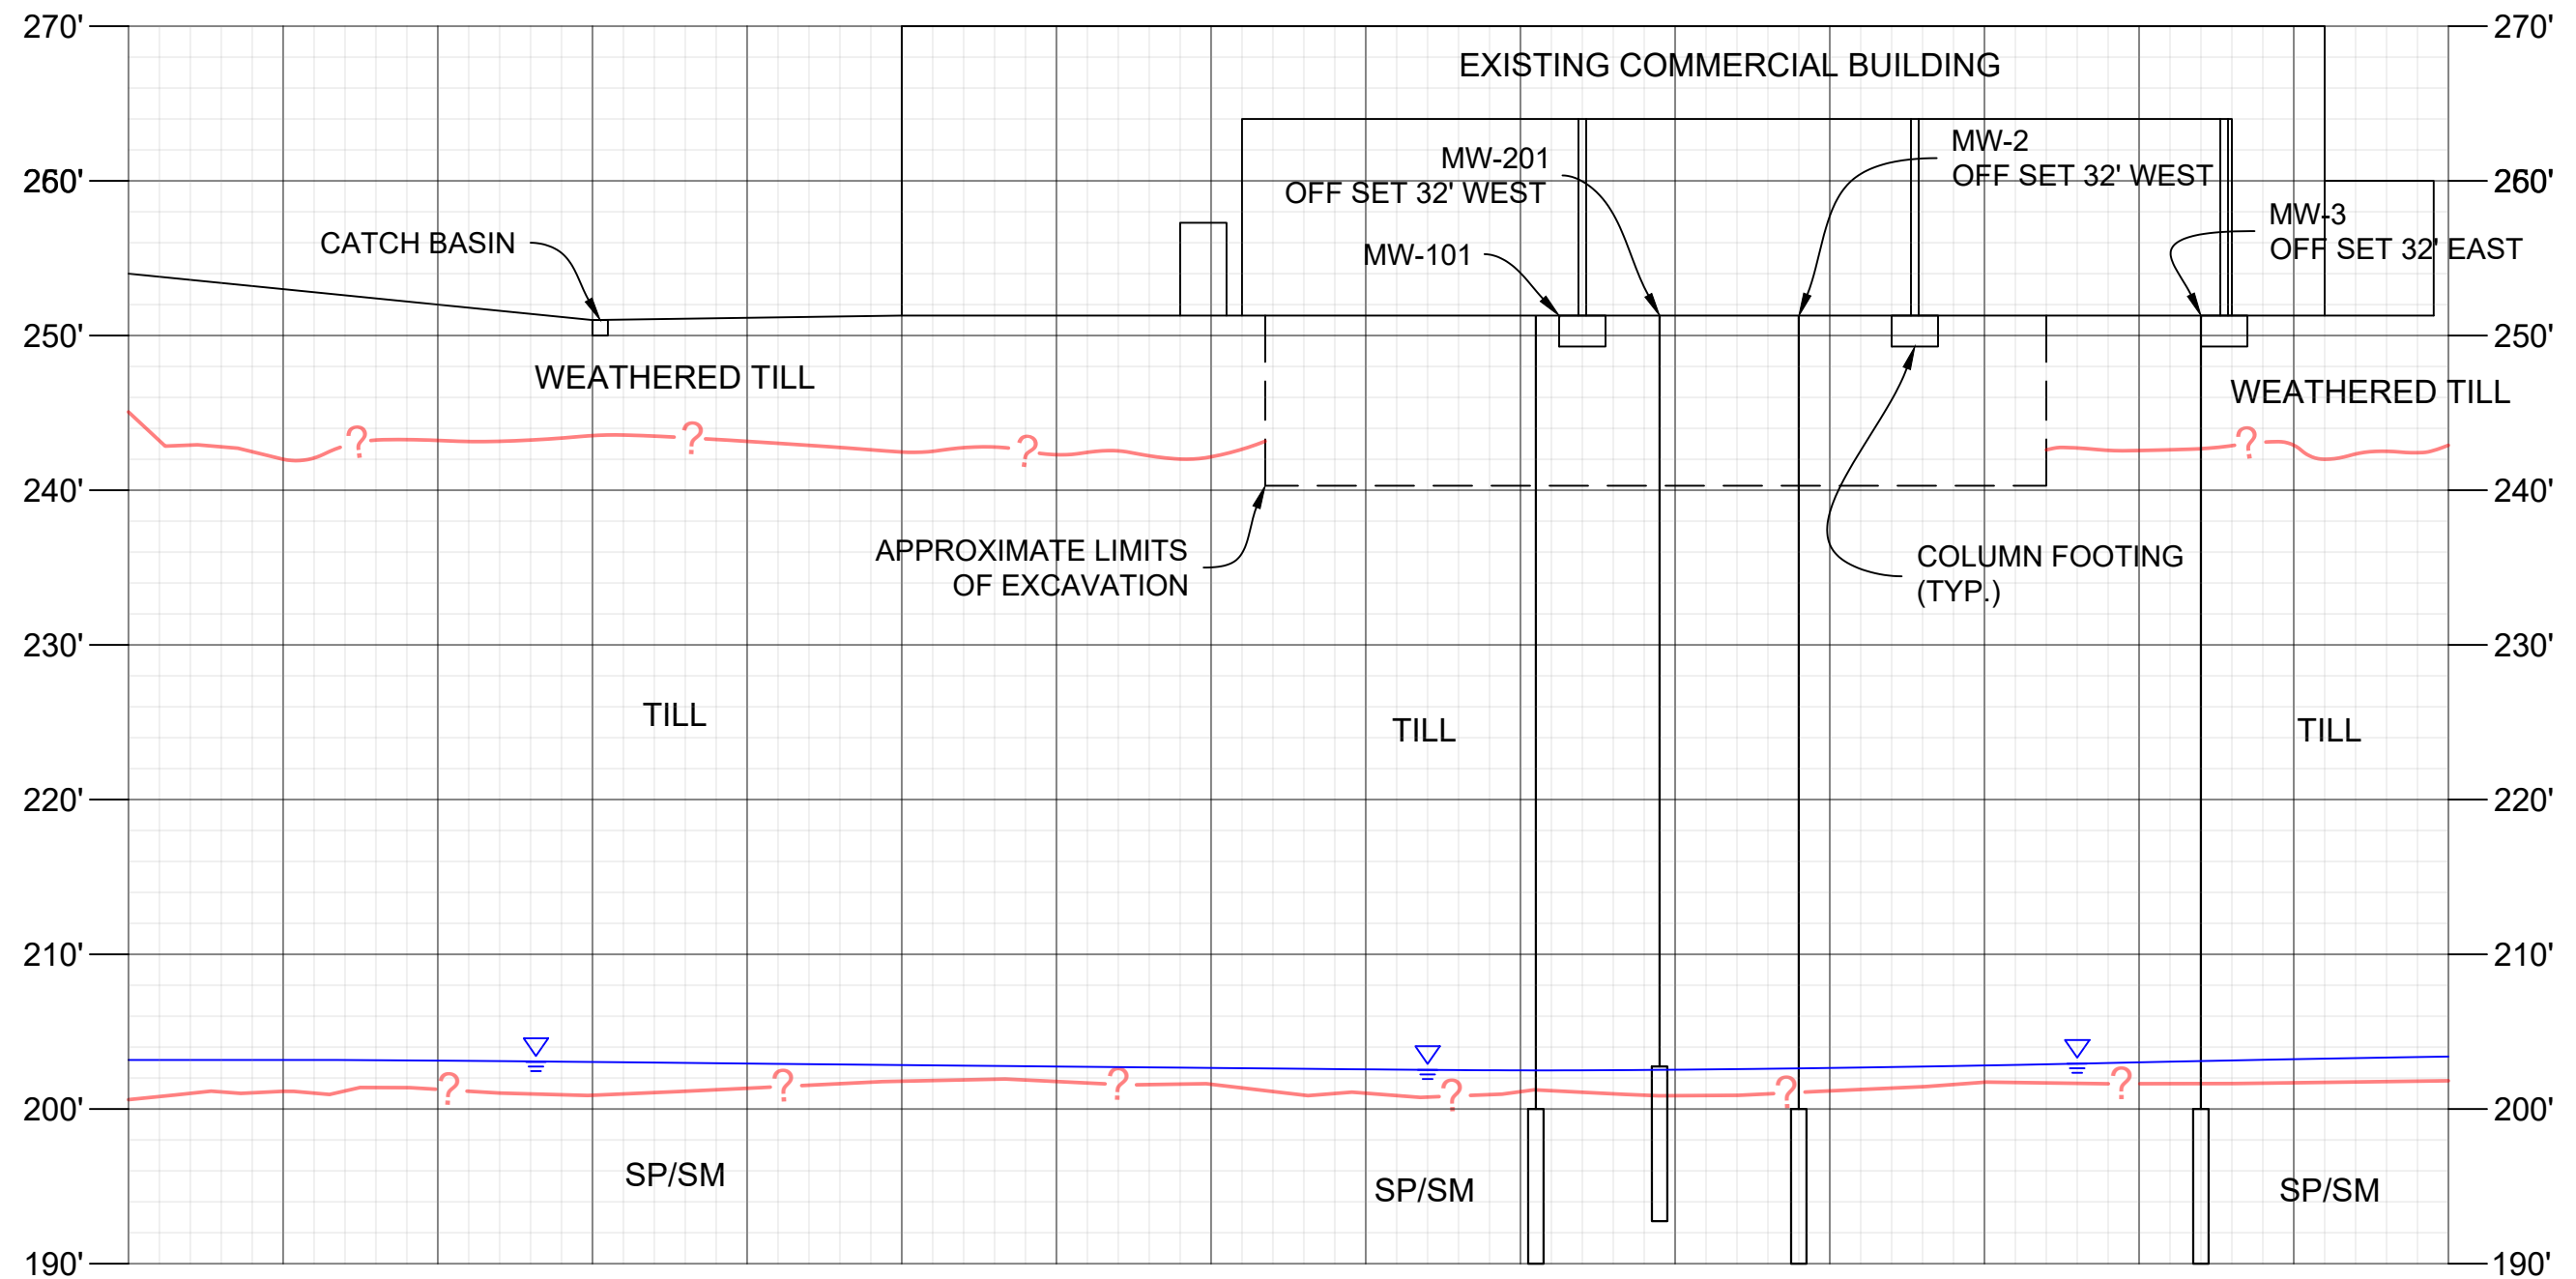 270'
270'
EXISTING COMMERCIAL BUILDING
MW-201
OFF SET 32' WEST
MW-2
OFF SET 32' WEST
260'
260'
MW-3
OFF SET 32' EAST
CATCH BASIN
MW-101
250'
250'
WEATHERED TILL
WEATHERED TILL
?
?
?
?
240'
240'
APPROXIMATE LIMITS
OF EXCAVATION
COLUMN FOOTING
(TYP.)
230'
230'
TILL
TILL
TILL
220'
220'
210'
210'
?
?
?
?
?
?
200'
200'
SP/SM
SP/SM
SP/SM
190'
190'